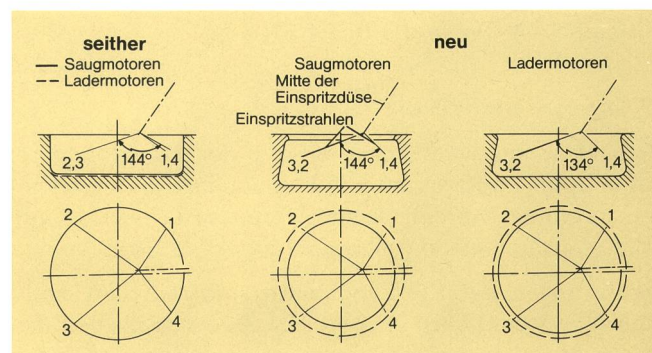 seither
neu
— Saugmotoren
-- Ladermotoren
Saugmotoren
Mitte der
Einspritzdüse
Einspritzstrahlen
Ladermotoren
2,3
144°
1,4
3,2
144°
1,4
3,2
134°
1,4
2
1
3
4
2
1
3
4
2
1
3
4